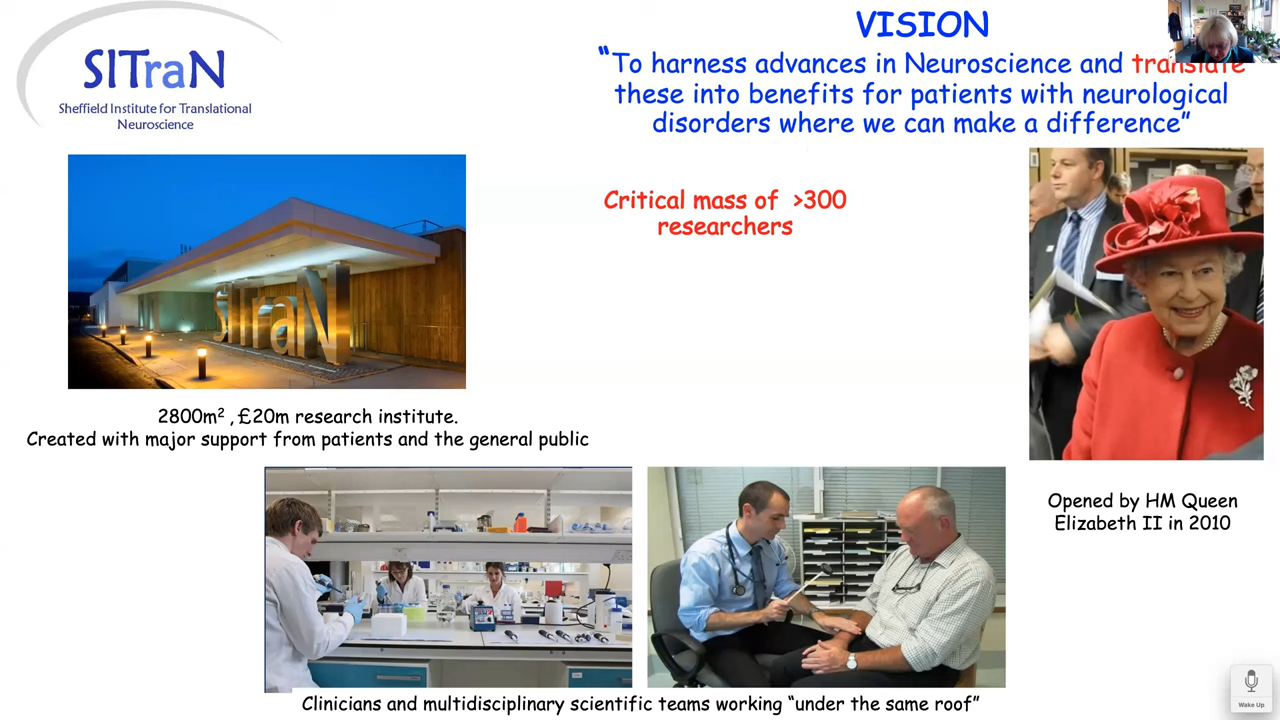 SITraN
Sheffield Institute for Translational
Neuroscience
VISION
“To harness advances in Neuroscience and translate
these into benefits for patients with neurological
disorders where we can make a difference”
Critical mass of >300
researchers
SITraN
2800m², £20m research institute.
Created with major support from patients and the general public
Opened by HM Queen
Elizabeth II in 2010
Clinicians and multidisciplinary scientific teams working “under the same roof”
Wake Up